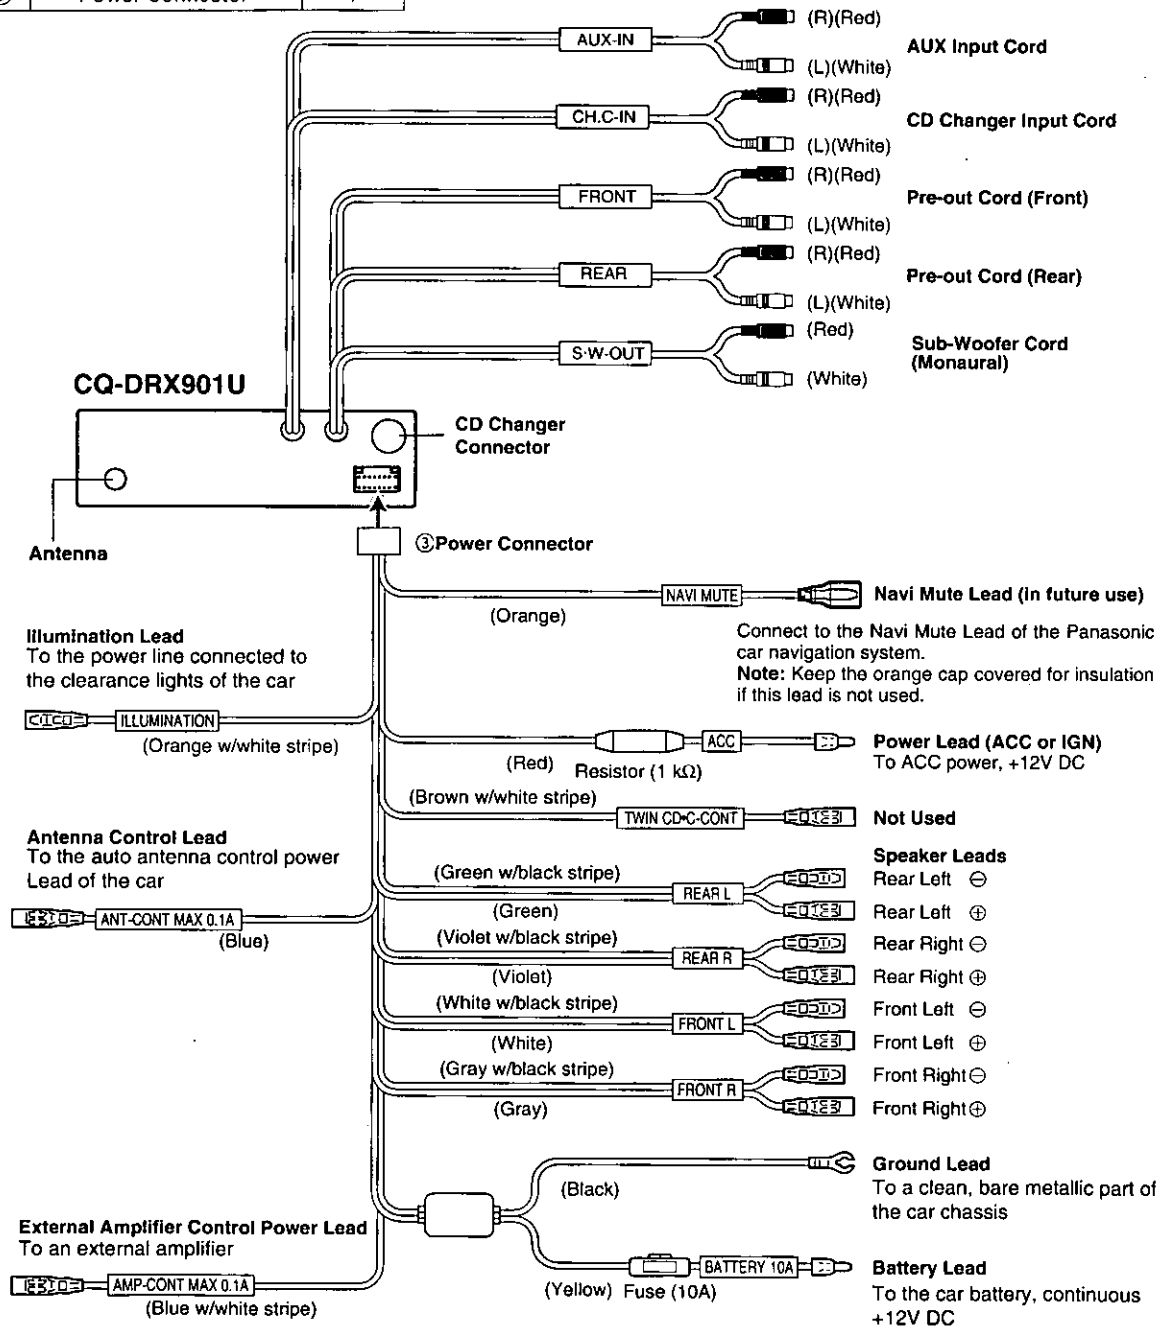 ③ Power Connector 1
AUX-IN
(R)(Red)
(L)(White)
AUX Input Cord
CH.C-IN
(R)(Red)
(L)(White)
CD Changer Input Cord
FRONT
(R)(Red)
(L)(White)
Pre-out Cord (Front)
REAR
(R)(Red)
(L)(White)
Pre-out Cord (Rear)
S·W-OUT
(Red)
(White)
Sub-Woofer Cord
(Monaural)
CQ-DRX901U
CD Changer
Connector
Antenna
③Power Connector
(Orange)
NAVI MUTE
Navi Mute Lead (in future use)
Connect to the Navi Mute Lead of the Panasonic
car navigation system.
Note: Keep the orange cap covered for insulation
if this lead is not used.
Illumination Lead
To the power line connected to
the clearance lights of the car
ILLUMINATION
(Orange w/white stripe)
(Red)
Resistor (1 kΩ)
ACC
Power Lead (ACC or IGN)
To ACC power, +12V DC
(Brown w/white stripe)
TWIN CD•C-CONT
Not Used
Antenna Control Lead
To the auto antenna control power
Lead of the car
ANT-CONT MAX 0.1A
(Blue)
Speaker Leads
(Green w/black stripe)
(Green)
REAR L
Rear Left ⊖
Rear Left ⊕
(Violet w/black stripe)
(Violet)
REAR R
Rear Right ⊖
Rear Right ⊕
(White w/black stripe)
(White)
FRONT L
Front Left ⊖
Front Left ⊕
(Gray w/black stripe)
(Gray)
FRONT R
Front Right ⊖
Front Right ⊕
(Black)
Ground Lead
To a clean, bare metallic part of
the car chassis
External Amplifier Control Power Lead
To an external amplifier
AMP-CONT MAX 0.1A
(Blue w/white stripe)
(Yellow)
Fuse (10A)
BATTERY 10A
Battery Lead
To the car battery, continuous
+12V DC